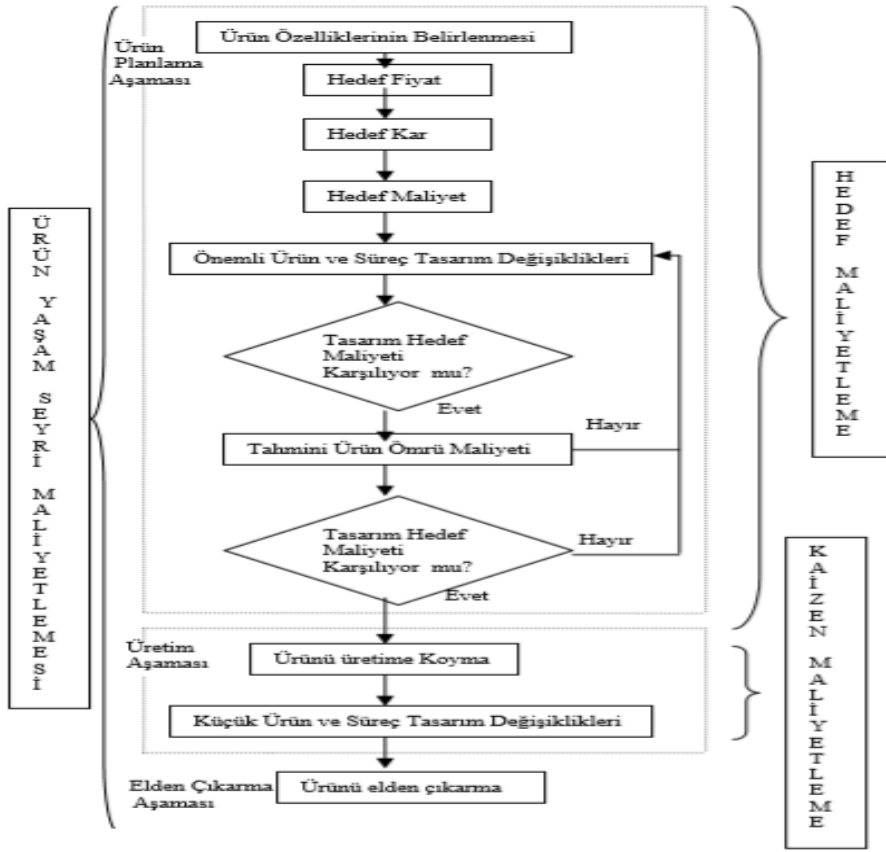 Ürün
Planlama
Aşaması
Ürün Özelliklerinin Belirlenmesi
Hedef Fiyat
Hedef Kar
Hedef Maliyet
Önemli Ürün ve Süreç Tasarım Değişiklikleri
Tasarım Hedef
Maliyeti
Karşılıyor mu?
Evet
Hayır
Tahmini Ürün Ömrü Maliyeti
Tasarım Hedef
Maliyeti
Karşılıyor mu?
Hayır
Evet
Üretim
Aşaması
Ürünü üretime Koyma
Küçük Ürün ve Süreç Tasarım Değişiklikleri
Elden Çıkarma
Aşaması
Ürünü elden çıkarma
ÜRÜN YAŞAM SEYRİ MALİYETLEMESİ
HEDEF MALİYETLEME
KAİZEN MALİYETLEME